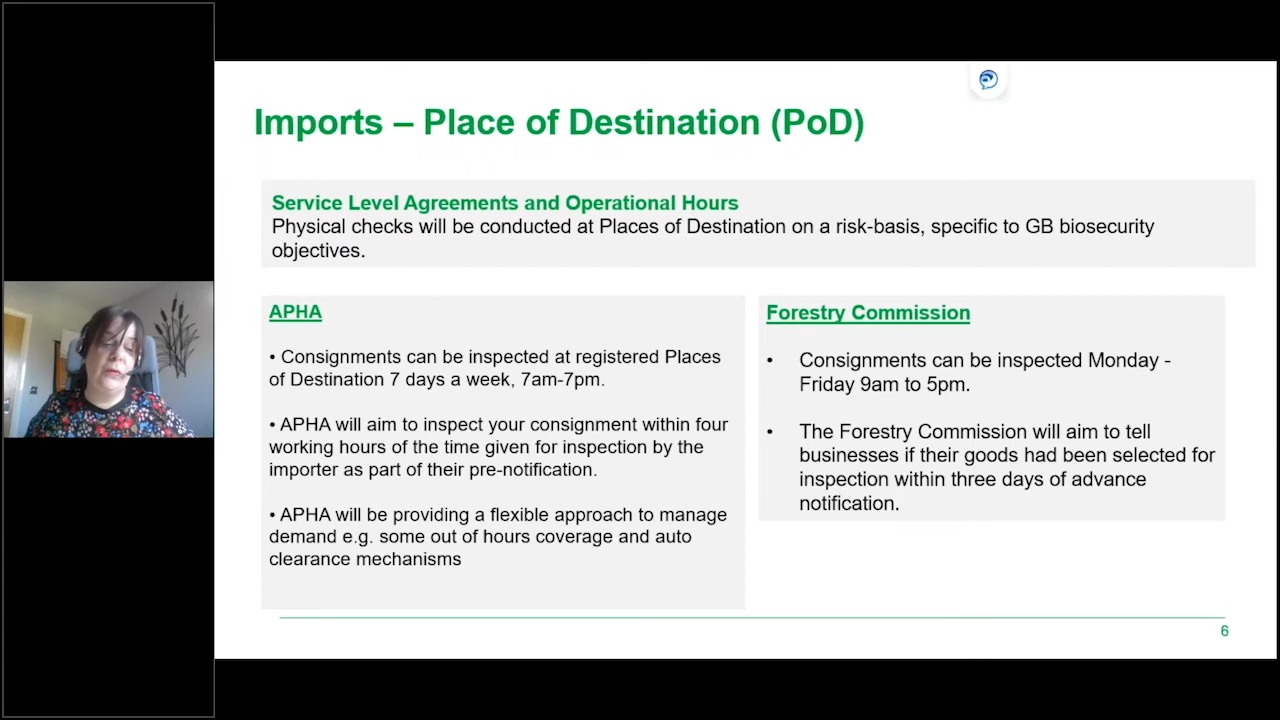 Imports – Place of Destination (PoD)
Service Level Agreements and Operational Hours
Physical checks will be conducted at Places of Destination on a risk-basis, specific to GB biosecurity
objectives.
APHA
• Consignments can be inspected at registered Places
of Destination 7 days a week, 7am-7pm.
• APHA will aim to inspect your consignment within four
working hours of the time given for inspection by the
importer as part of their pre-notification.
• APHA will be providing a flexible approach to manage
demand e.g. some out of hours coverage and auto
clearance mechanisms
Forestry Commission
• Consignments can be inspected Monday -
Friday 9am to 5pm.
• The Forestry Commission will aim to tell
businesses if their goods had been selected for
inspection within three days of advance
notification.
6